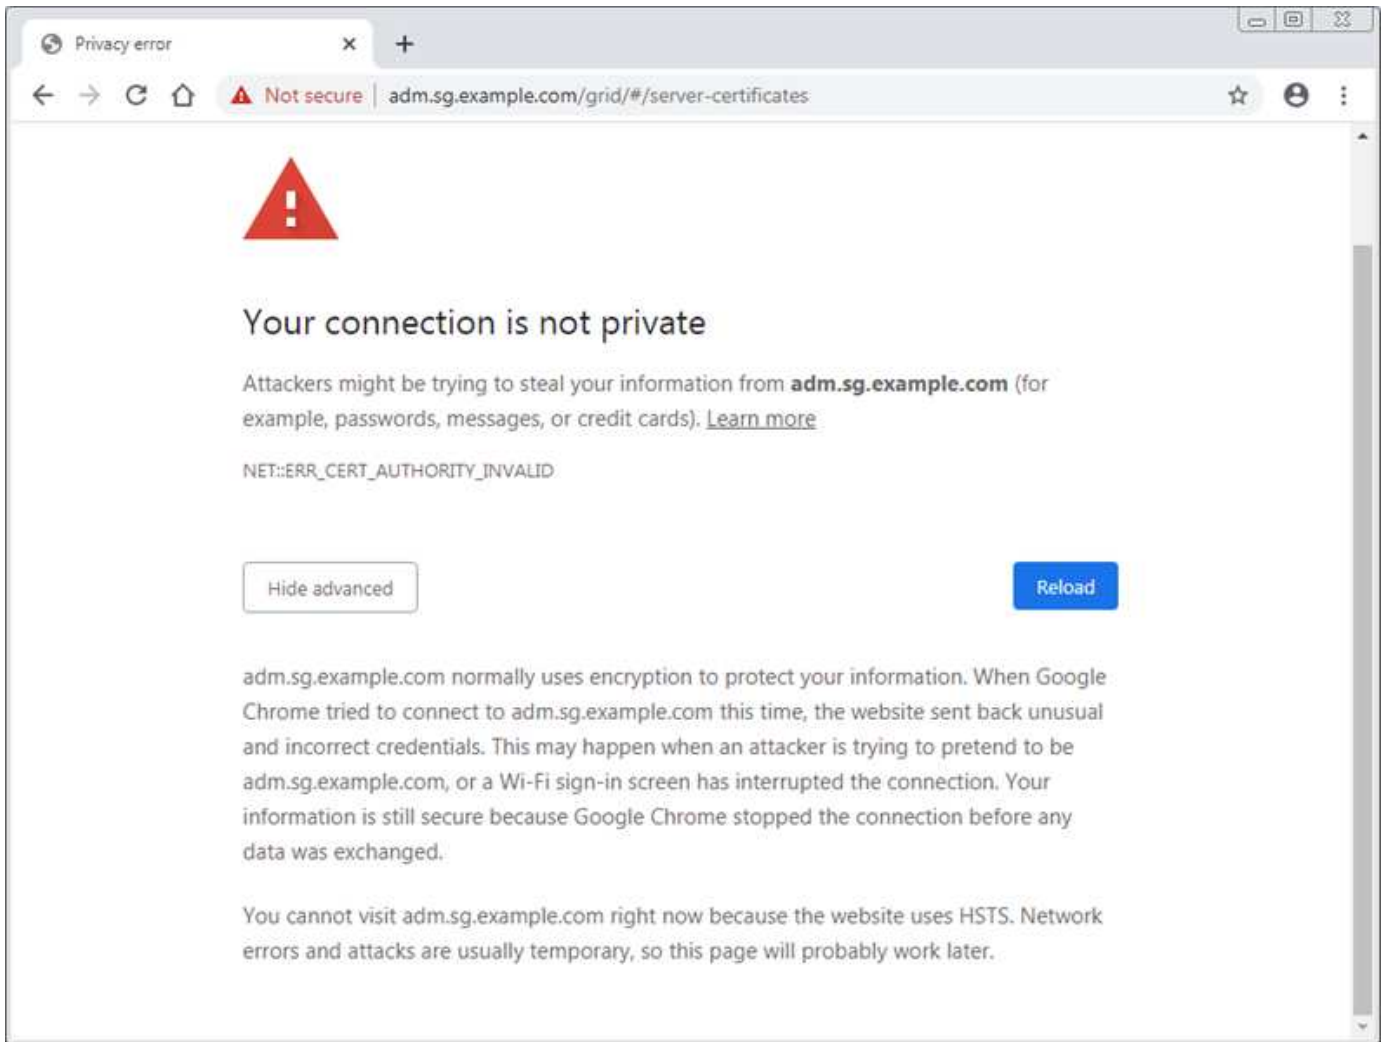 Privacy error
Not secure | adm.sg.example.com/grid/#/server-certificates
Your connection is not private
Attackers might be trying to steal your information from adm.sg.example.com (for
example, passwords, messages, or credit cards). Learn more
NET::ERR_CERT_AUTHORITY_INVALID
Hide advanced
Reload
adm.sg.example.com normally uses encryption to protect your information. When Google
Chrome tried to connect to adm.sg.example.com this time, the website sent back unusual
and incorrect credentials. This may happen when an attacker is trying to pretend to be
adm.sg.example.com, or a Wi-Fi sign-in screen has interrupted the connection. Your
information is still secure because Google Chrome stopped the connection before any
data was exchanged.
You cannot visit adm.sg.example.com right now because the website uses HSTS. Network
errors and attacks are usually temporary, so this page will probably work later.